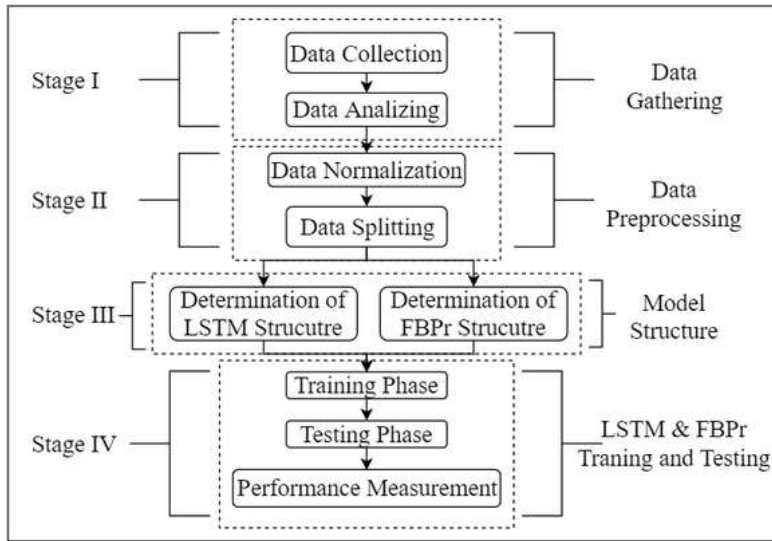 Stage I
Data Collection
Data Analizing
Data
Gathering
Stage II
Data Normalization
Data Splitting
Data
Preprocessing
Stage III
Determination of
LSTM Strucutre
Determination of
FBPr Strucutre
Model
Structure
Stage IV
Training Phase
Testing Phase
Performance Measurement
LSTM & FBPr
Traning and Testing